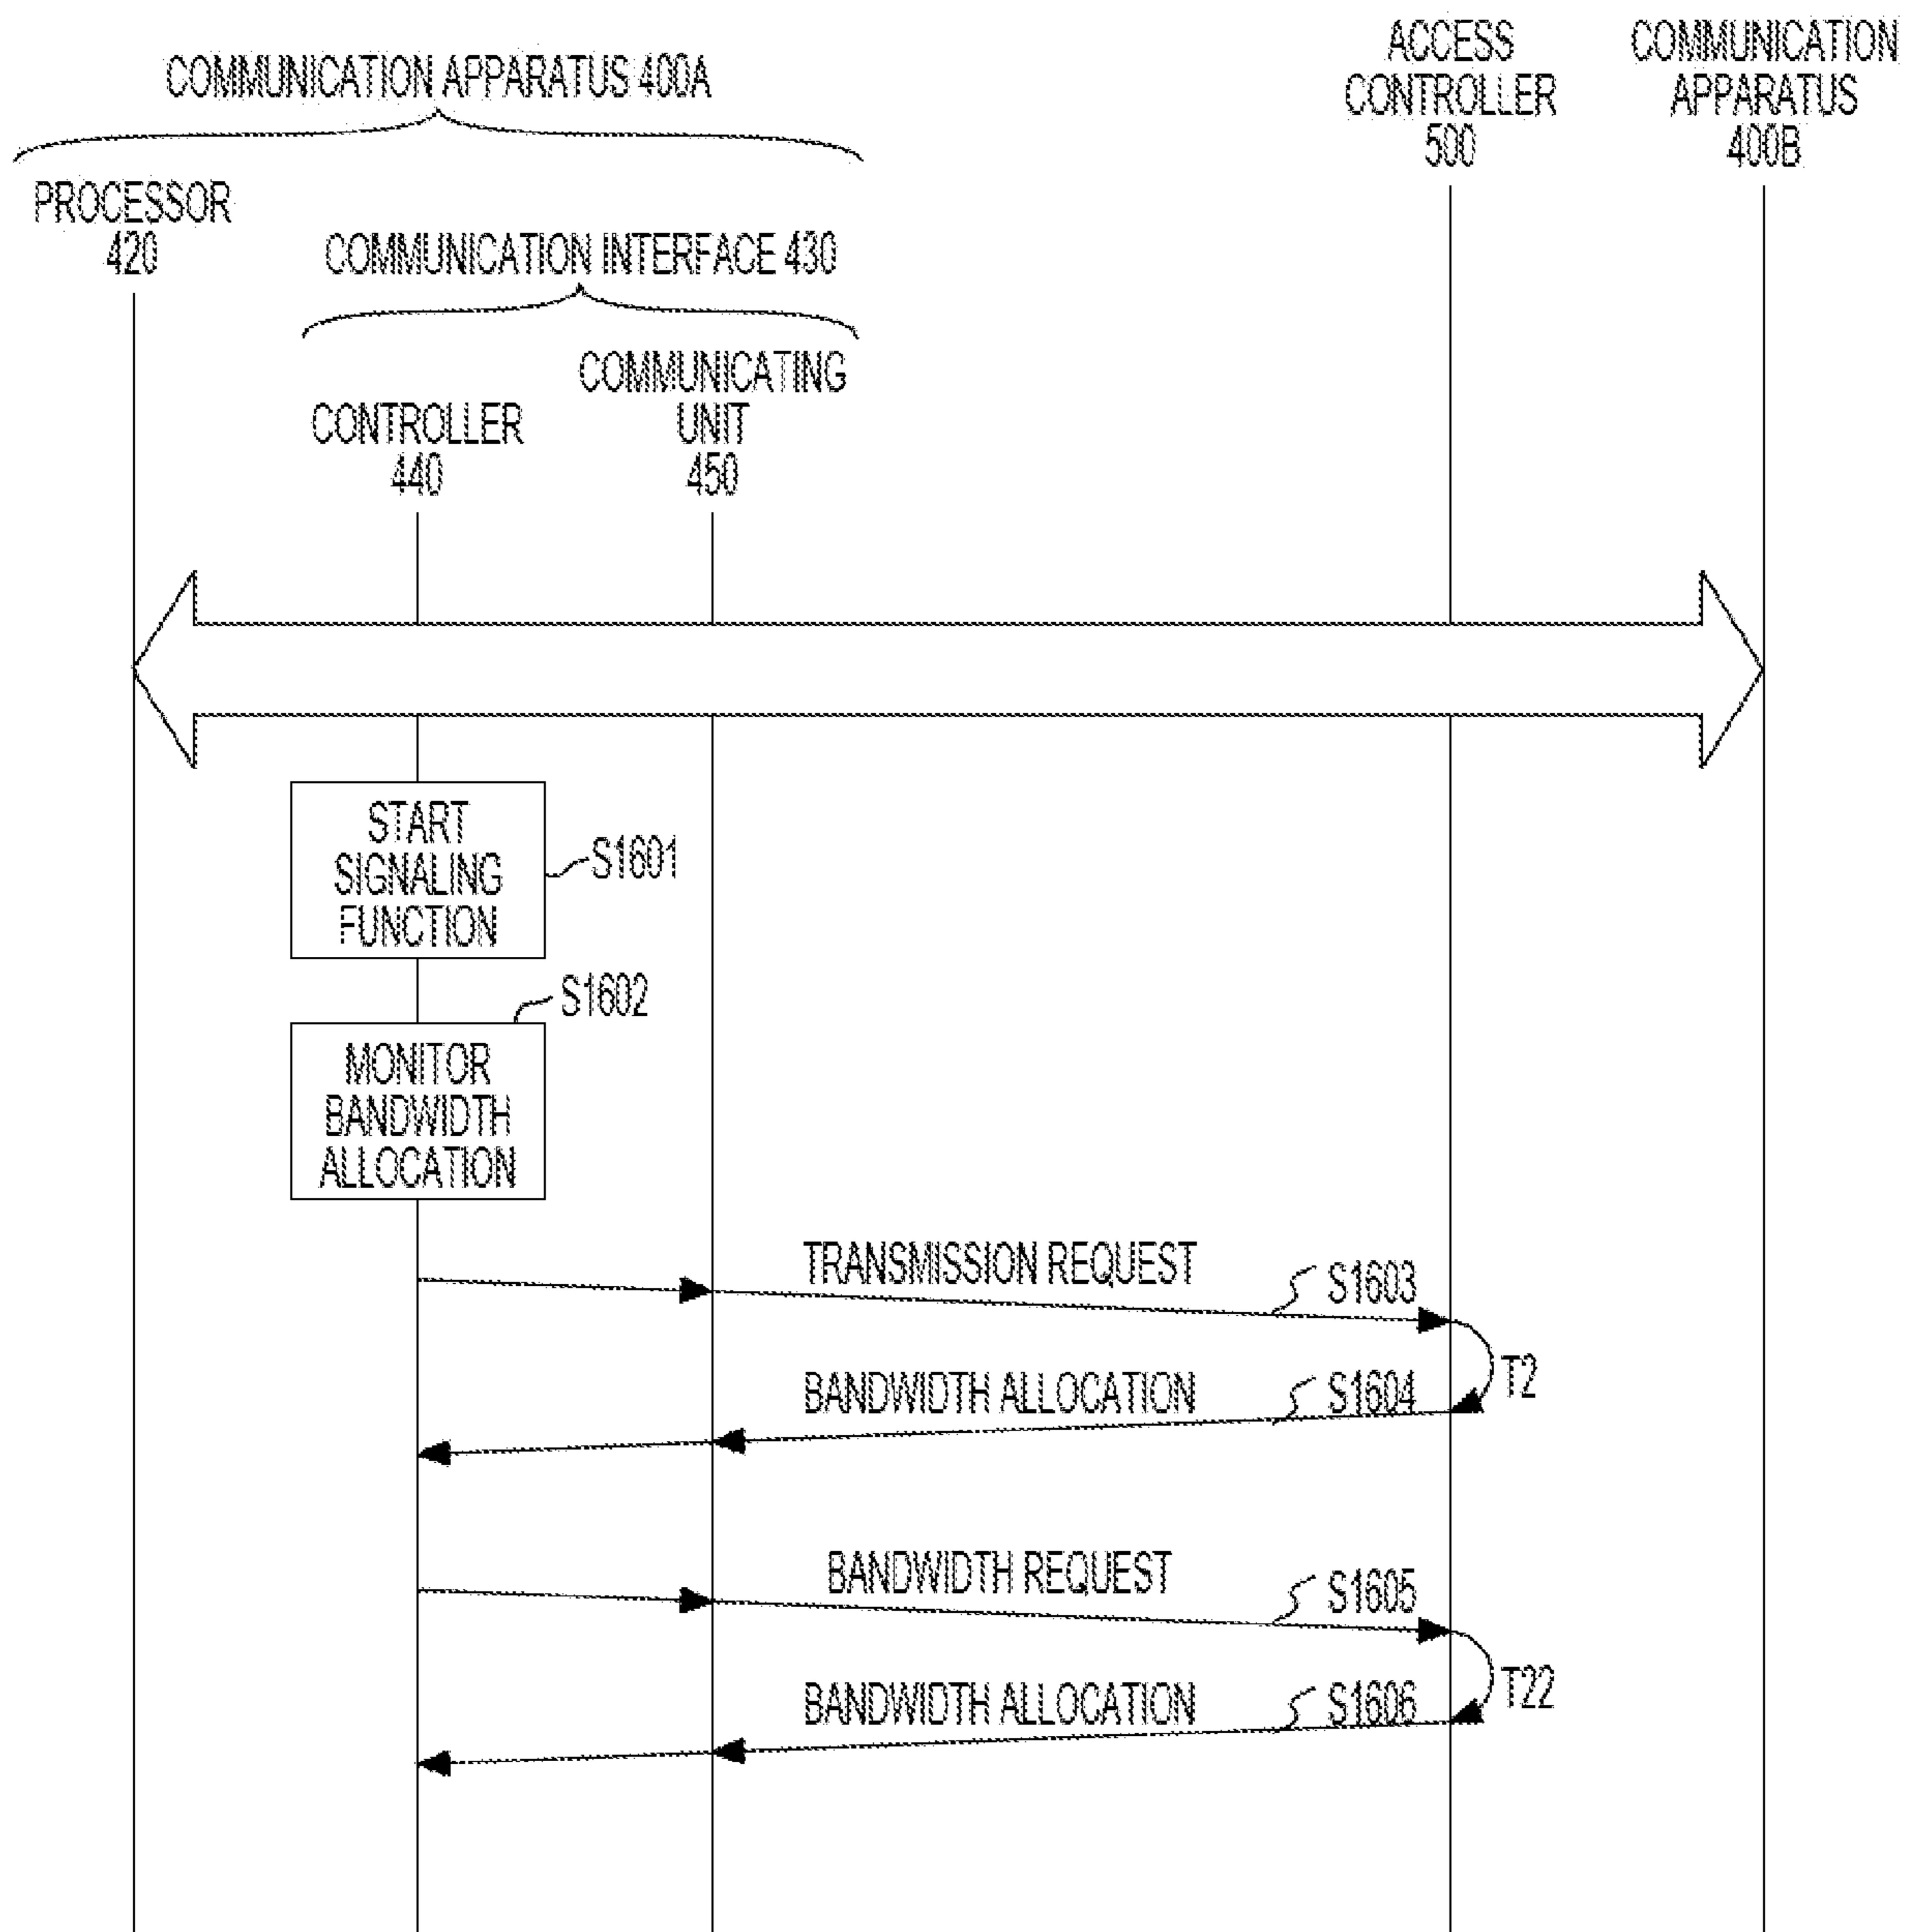 COMMUNICATION APPARATUS 400A
ACCESS
CONTROLLER
500
COMMUNICATION
APPARATUS
400B
PROCESSOR
420
COMMUNICATION INTERFACE 430
CONTROLLER
440
COMMUNICATING
UNIT
450
START
SIGNALING
FUNCTION
S1601
S1602
MONITOR
BANDWIDTH
ALLOCATION
TRANSMISSION REQUEST
S1603
T2
BANDWIDTH ALLOCATION
S1604
BANDWIDTH REQUEST
S1605
T22
BANDWIDTH ALLOCATION
S1606